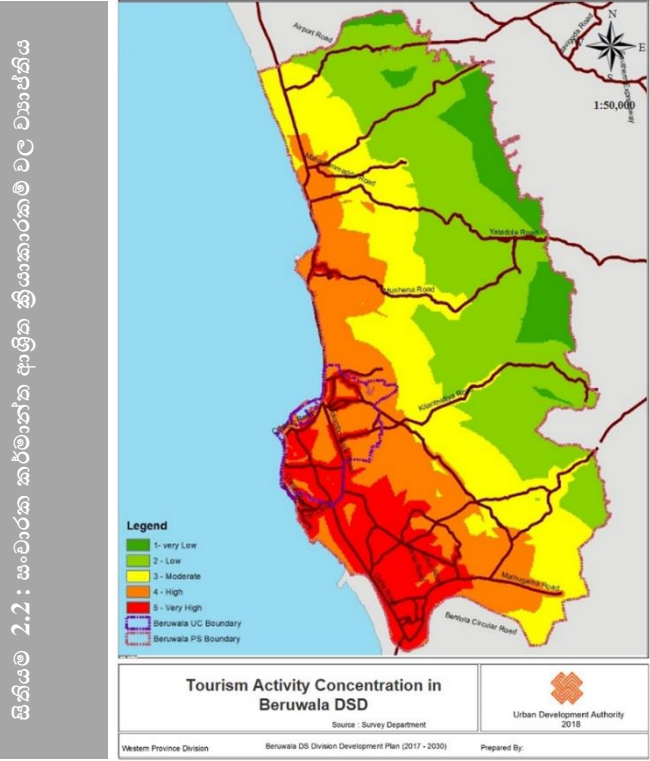 සිතියම 2.2 : සංචාරක කර්මාන්ත ආශ්‍රිත ක්‍රියාකාරකම් වල ව්‍යාප්තිය
Airport Road
N
E
S
1:50,000
Yatadola Road
Munhena Road
Mathugama Road
Bentota Circular Road
Legend
1- very Low
2 - Low
3 - Moderate
4 - High
5 - Very High
Beruwala UC Boundary
Beruwala PS Boundary
Tourism Activity Concentration in
Beruwala DSD
Source : Survey Department
Urban Development Authority
2018
Western Province Division
Beruwala DS Division Development Plan (2017 - 2030)
Prepared By: